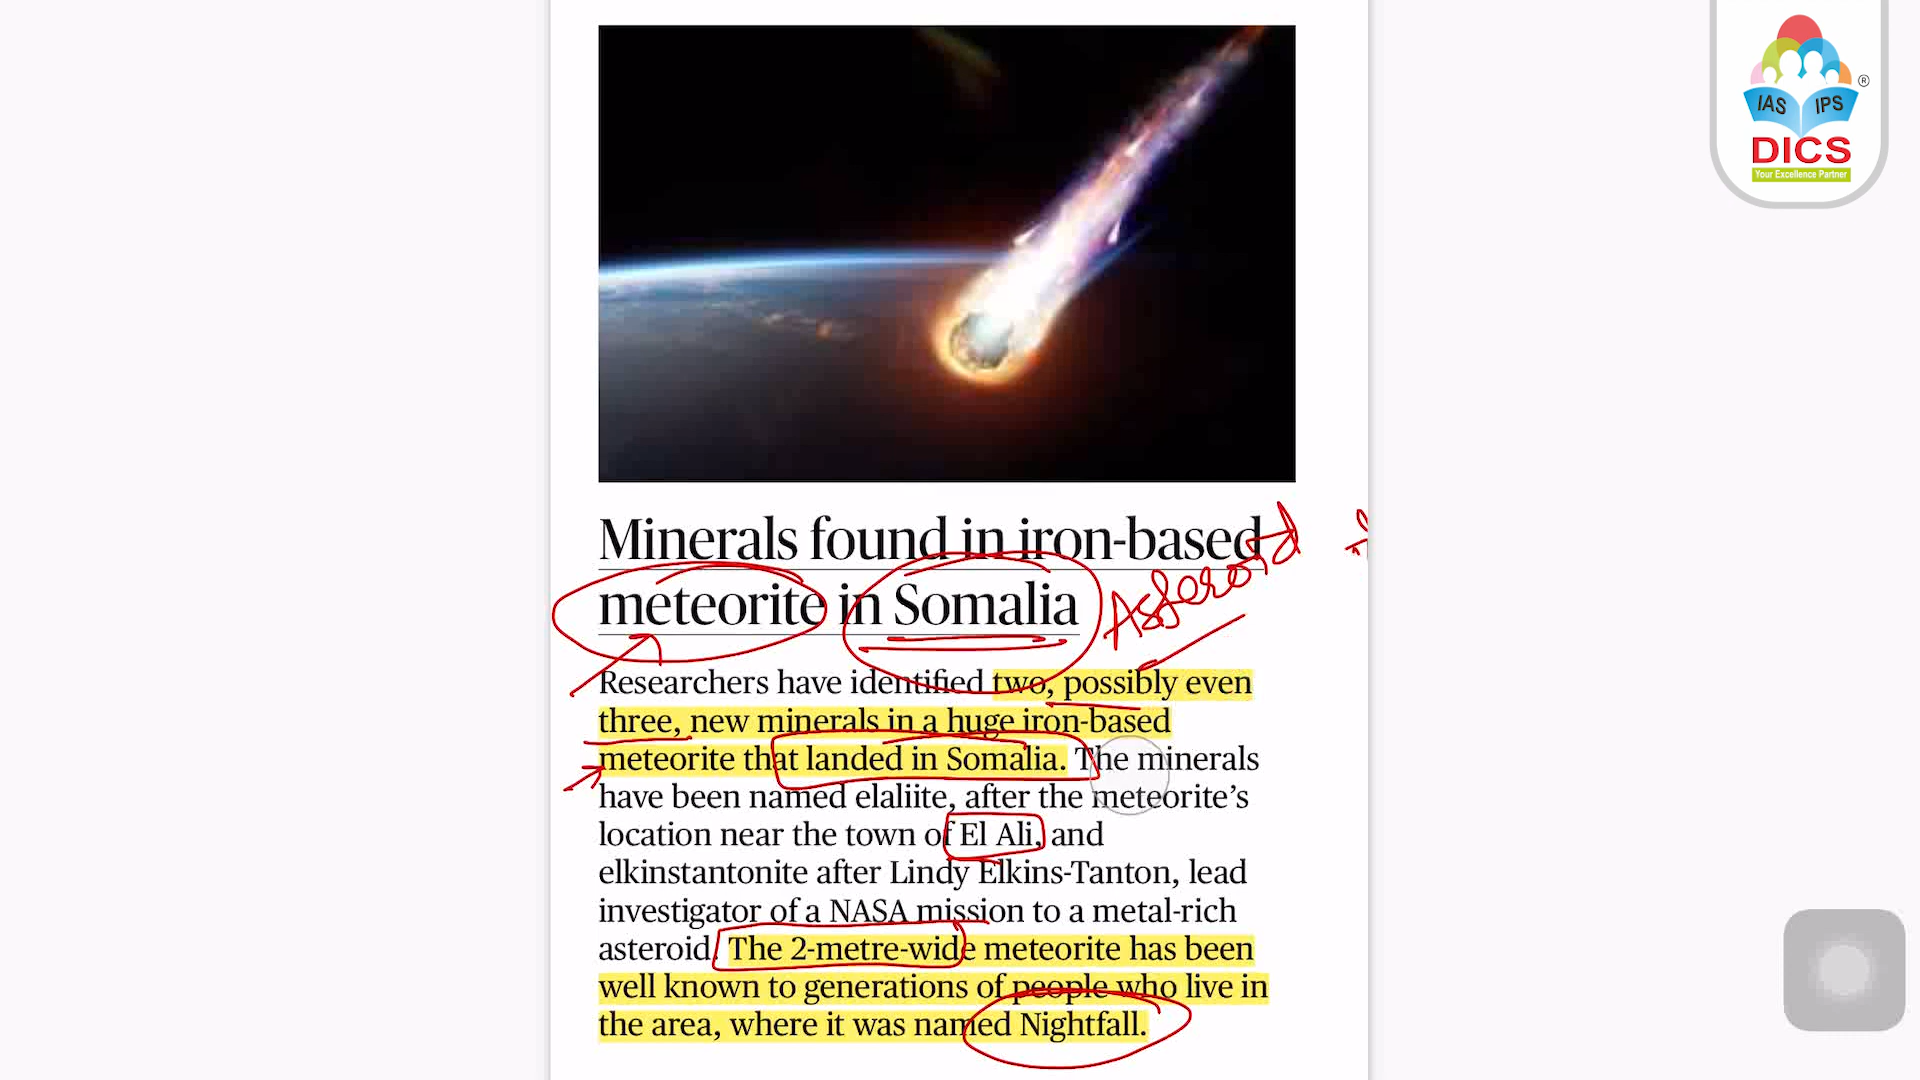 IAS IPS
®
DICS
Your Excellence Partner
Minerals found in iron-based
meteorite in Somalia
Asteroid
Researchers have identified two, possibly even
three, new minerals in a huge iron-based
meteorite that landed in Somalia. The minerals
have been named elaliite, after the meteorite’s
location near the town of El Ali, and
elkinstantonite after Lindy Elkins-Tanton, lead
investigator of a NASA mission to a metal-rich
asteroid. The 2-metre-wide meteorite has been
well known to generations of people who live in
the area, where it was named Nightfall.